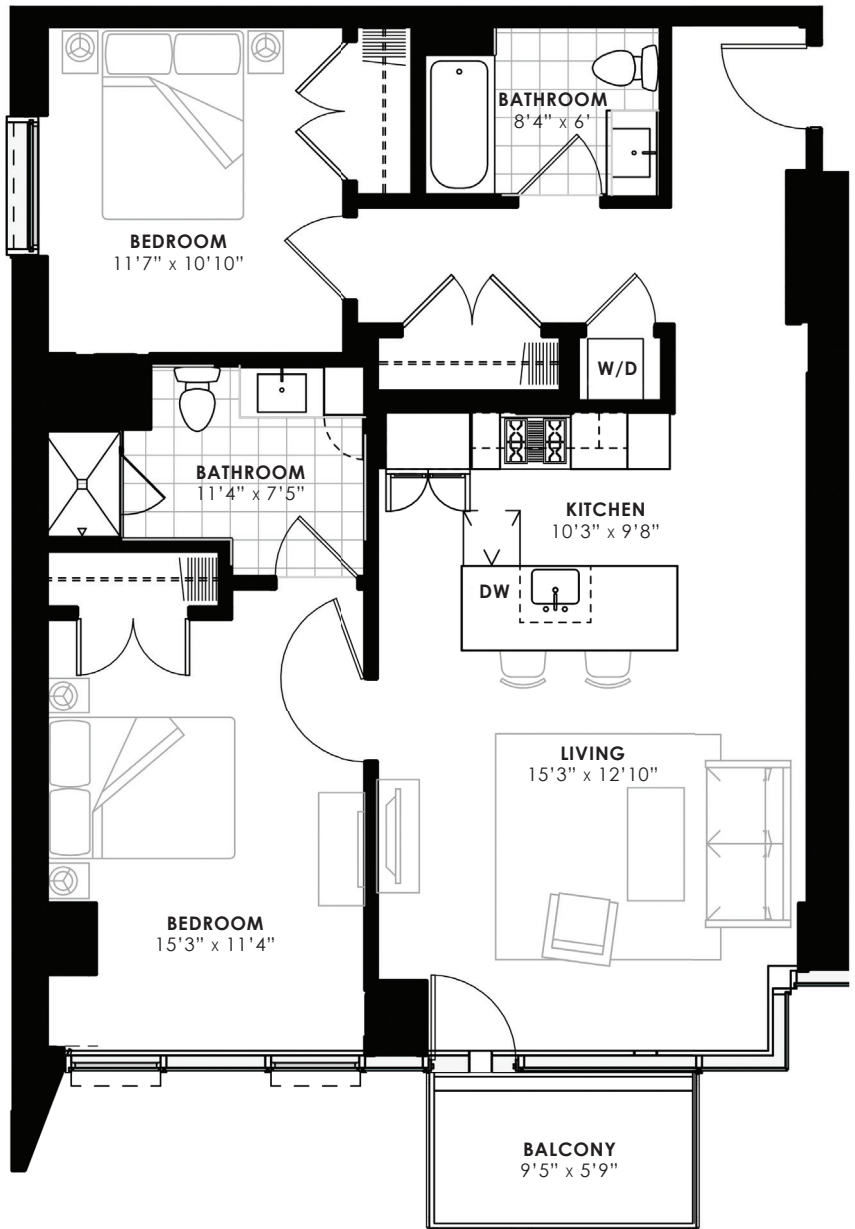 BATHROOM
8'4" x 6'
BEDROOM
11'7" x 10'10"
W/D
BATHROOM
11'4" x 7'5"
KITCHEN
10'3" x 9'8"
DW
LIVING
15'3" x 12'10"
BEDROOM
15'3" x 11'4"
BALCONY
9'5" x 5'9"